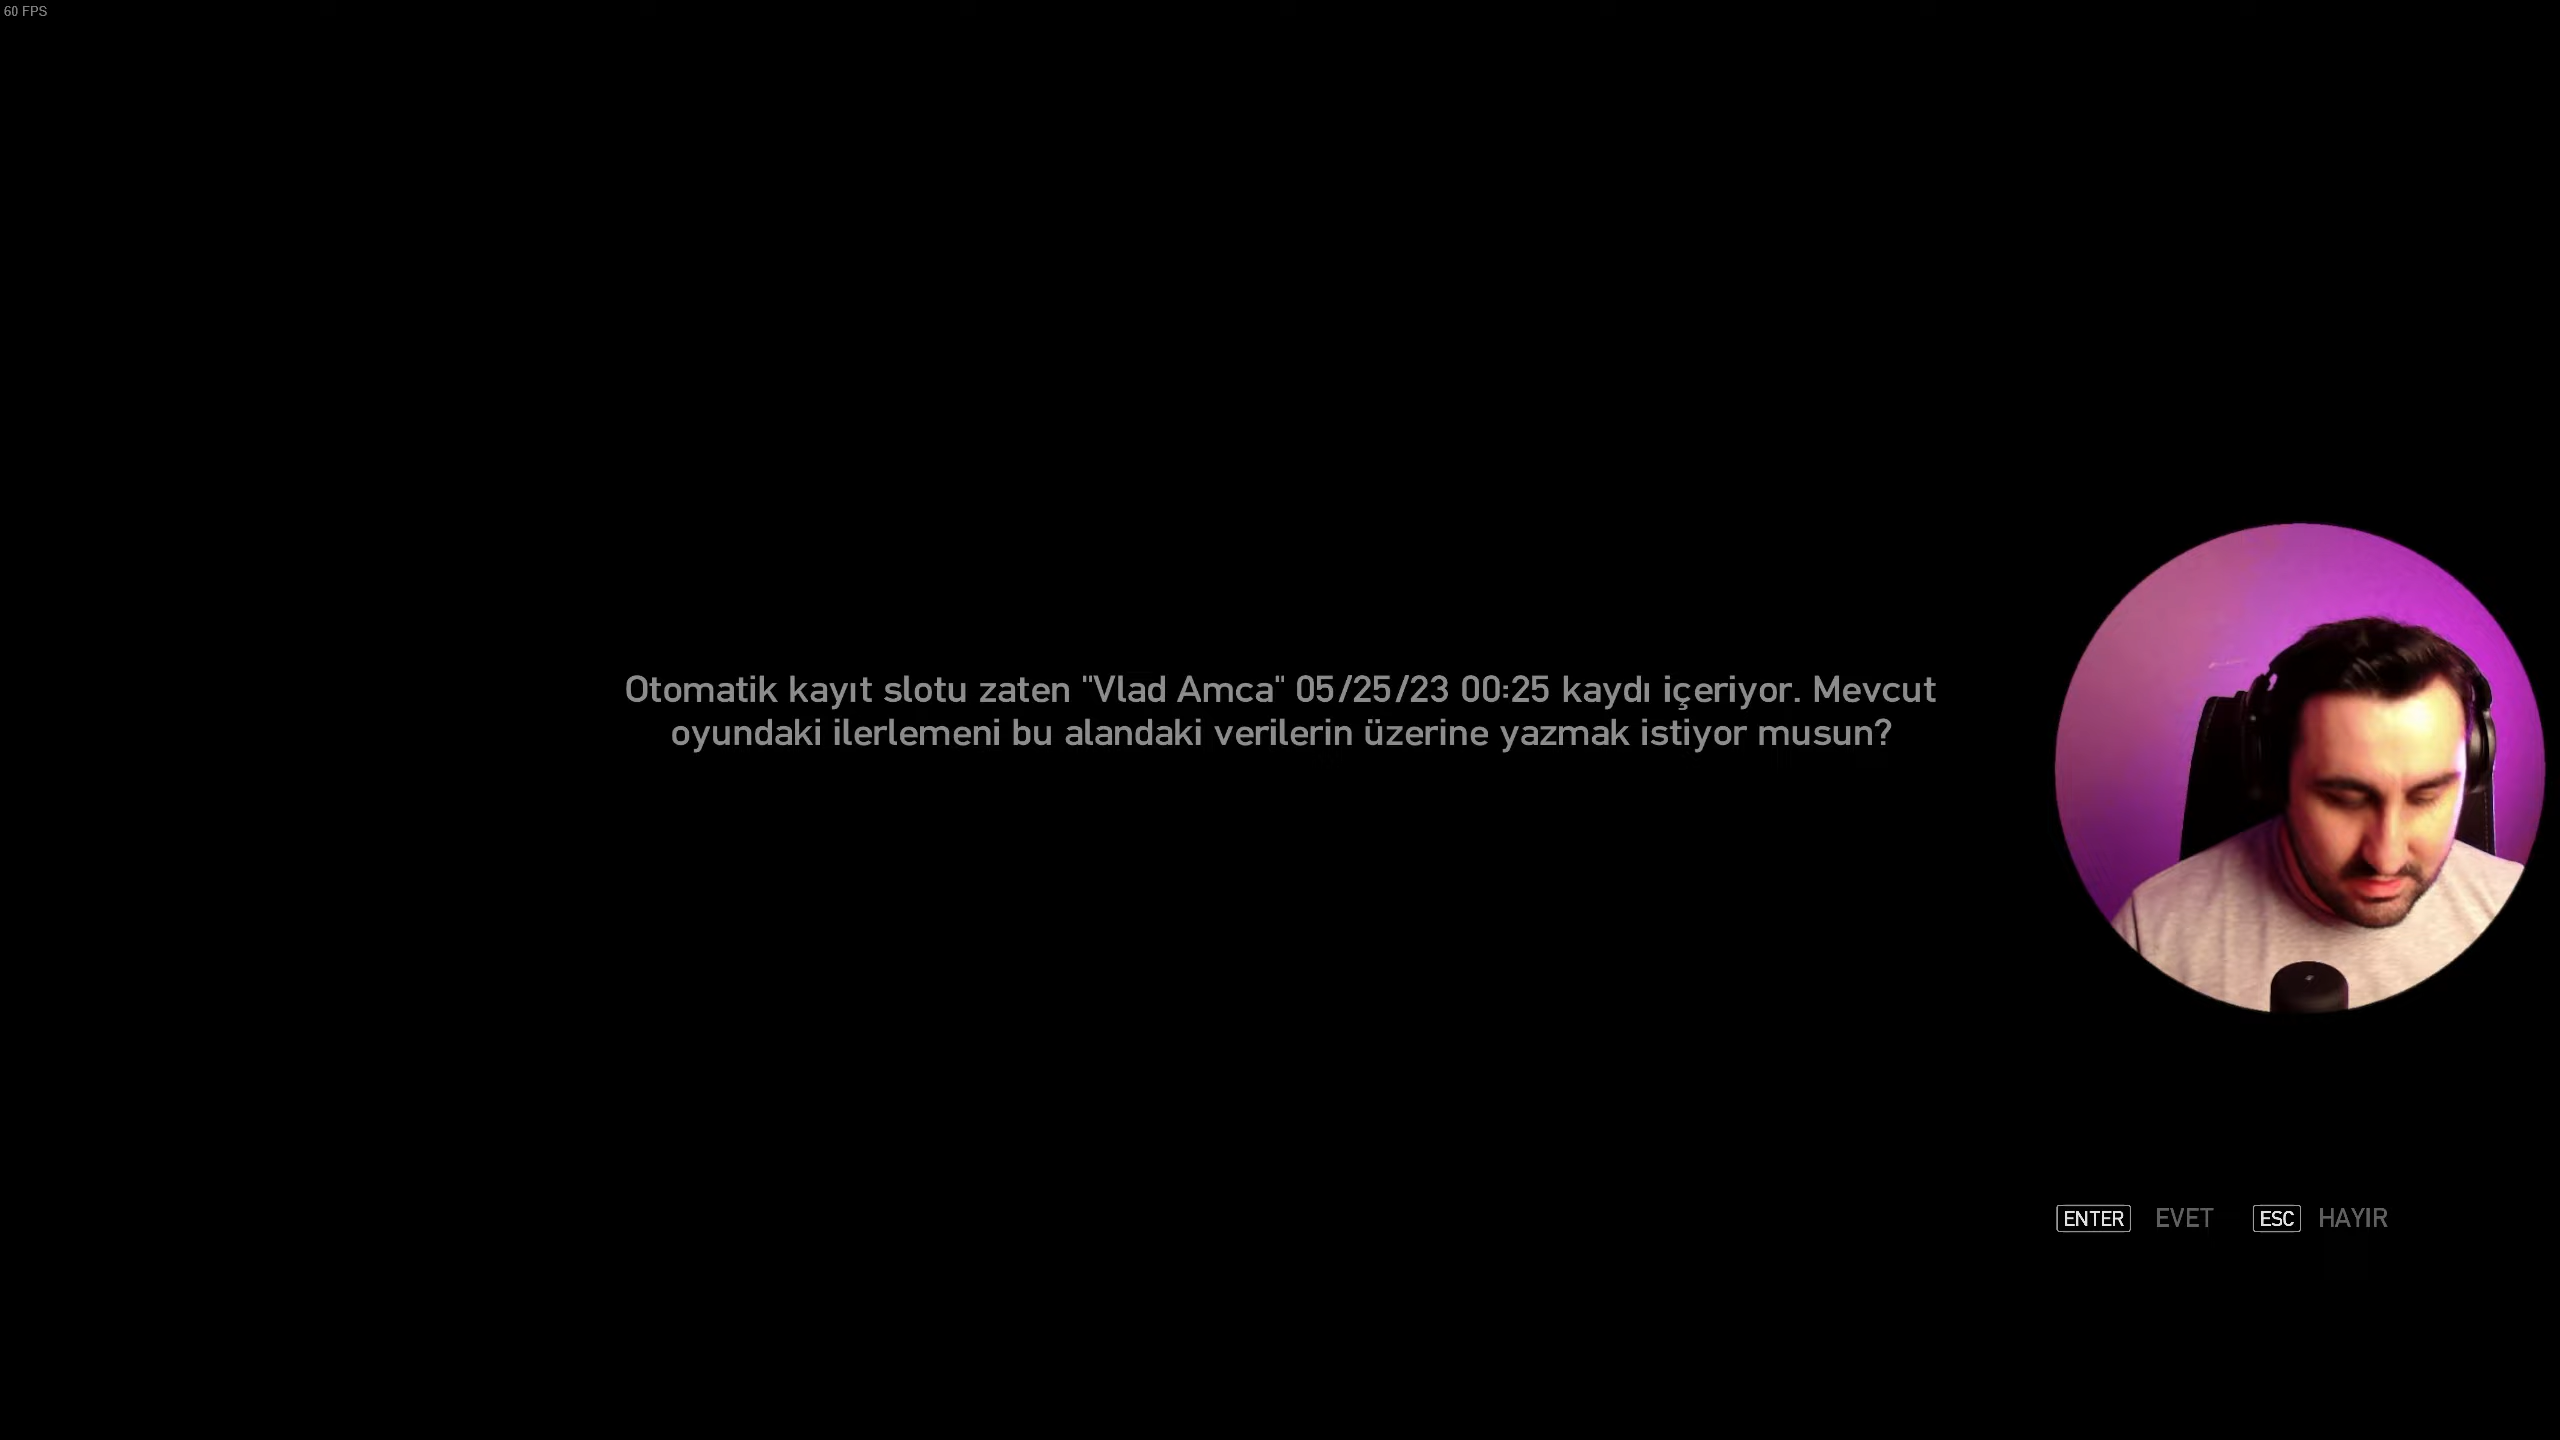 60 FPS
Otomatik kayıt slotu zaten "Vlad Amca" 05/25/23 00:25 kaydı içeriyor. Mevcut
oyundaki ilerlemeni bu alandaki verilerin üzerine yazmak istiyor musun?
ENTER EVET ESC HAYIR